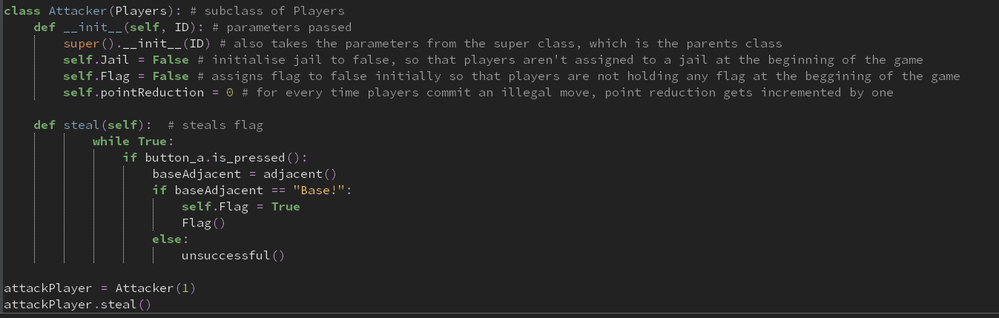 class Attacker(Players): # subclass of Players
    def __init__(self, ID): # parameters passed
        super().__init__(ID) # also takes the parameters from the super class, which is the parents class
        self.Jail = False # initialise jail to false, so that players aren't assigned to a jail at the beginning of the game
        self.Flag = False # assigns flag to false initially so that players are not holding any flag at the beggining of the game
        self.pointReduction = 0 # for every time players commit an illegal move, point reduction gets incremented by one

    def steal(self):  # steals flag
            while True:
                if button_a.is_pressed():
                    baseAdjacent = adjacent()
                    if baseAdjacent == "Base!":
                        self.Flag = True
                        Flag()
                    else:
                        unsuccessful()

attackPlayer = Attacker(1)
attackPlayer.steal()